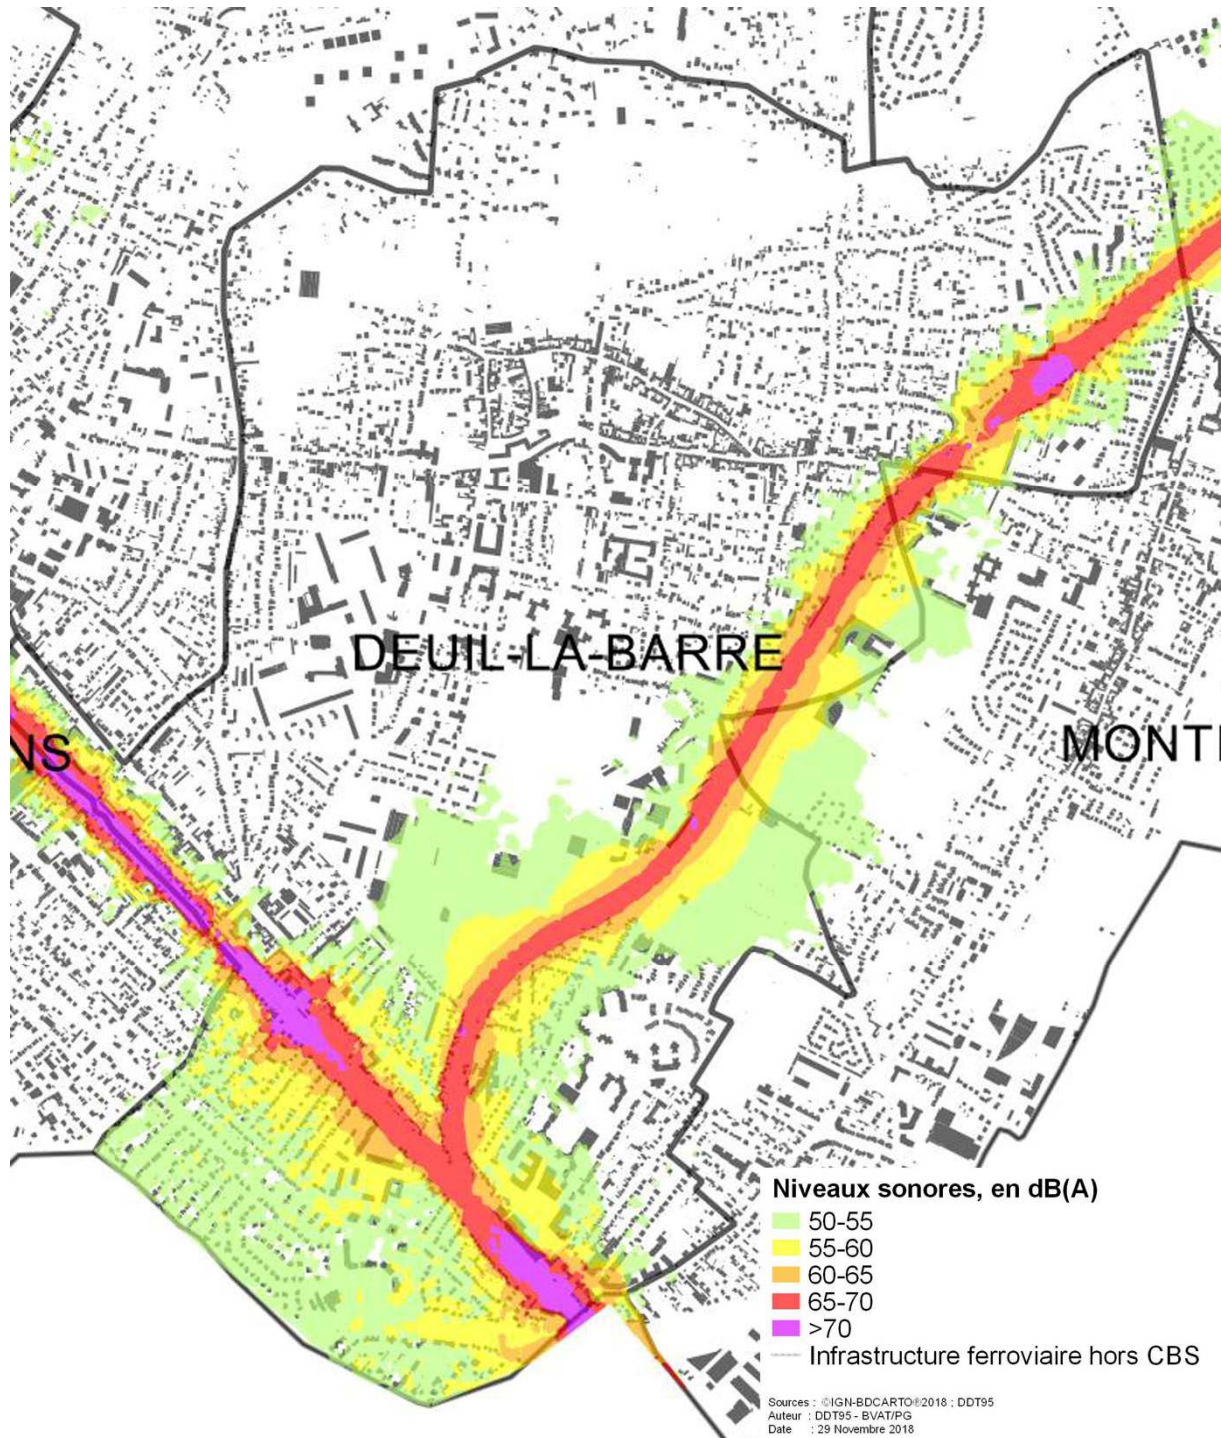 DEUIL-LA-BARRE
NS
MONTI
Niveaux sonores, en dB(A)
50-55
55-60
60-65
65-70
>70
Infrastructure ferroviaire hors CBS
Sources : ©IGN-BDCARTO®2018 ; DDT95
Auteur : DDT95 - BVAT/PG
Date : 29 Novembre 2018